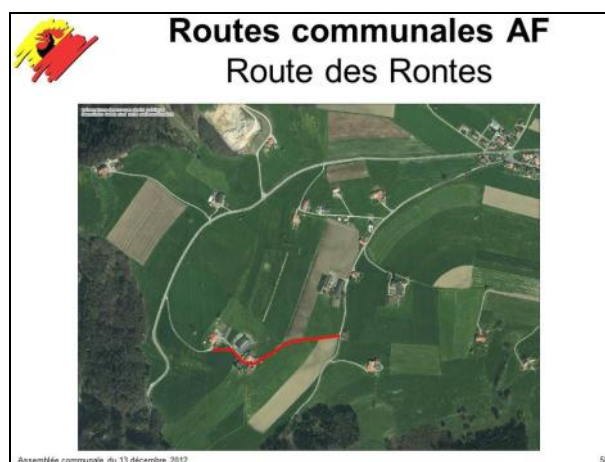 Routes communales AF
Route des Rontes
Assemblée communale du 13 décembre 2012